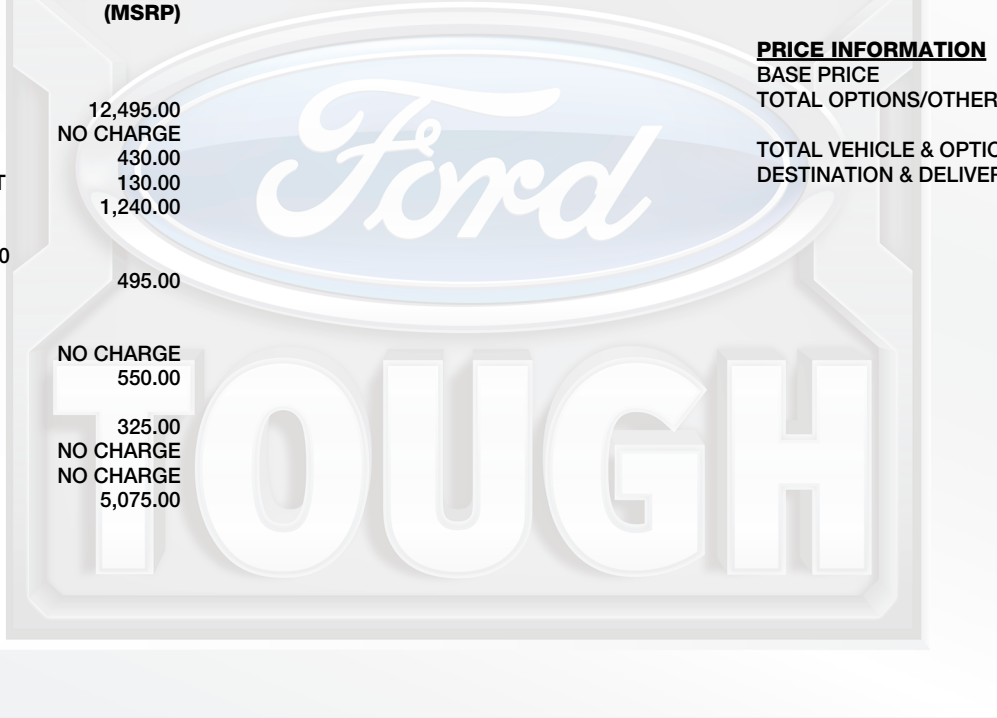 (MSRP)
12,495.00
NO CHARGE
430.00
T 130.00
1,240.00
0
495.00
NO CHARGE
550.00
325.00
NO CHARGE
NO CHARGE
5,075.00
PRICE INFORMATION
BASE PRICE
TOTAL OPTIONS/OTHER
TOTAL VEHICLE & OPTIO
DESTINATION & DELIVER
Ford
TOUGH